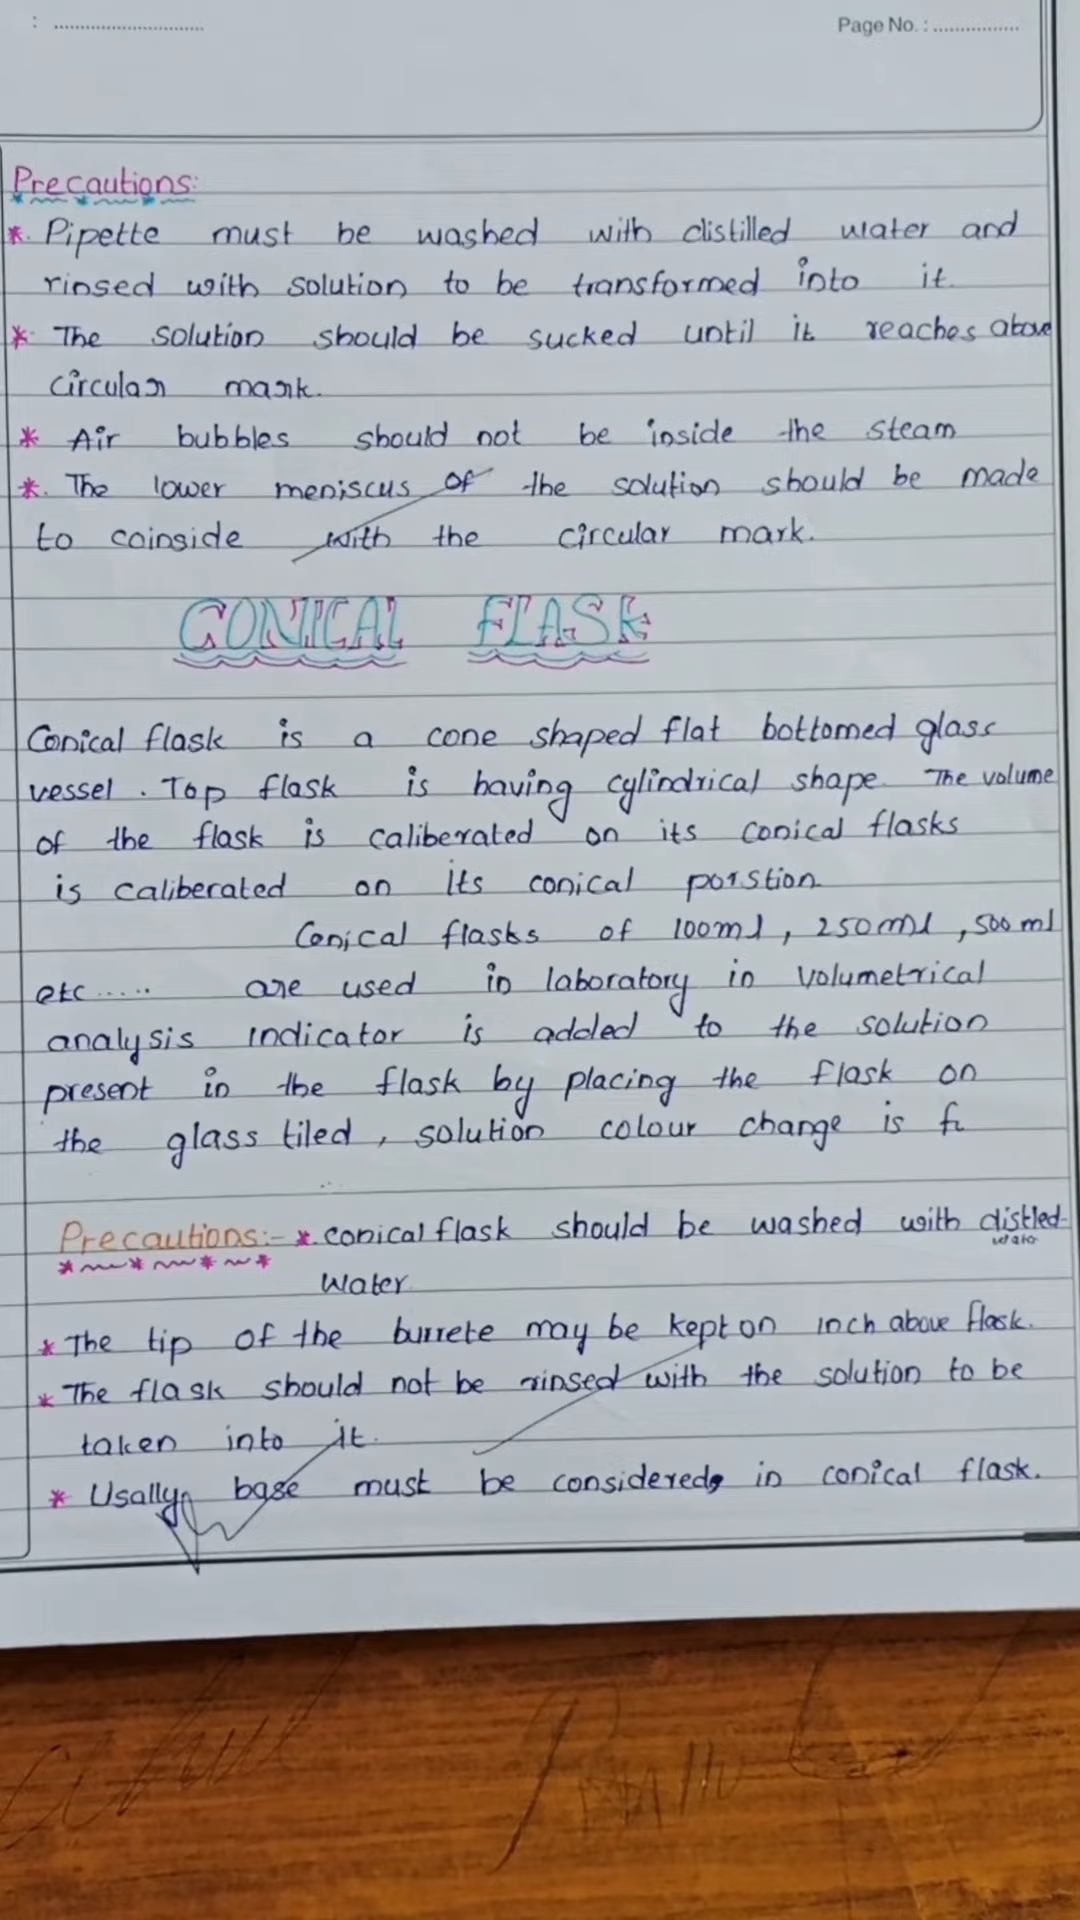 : ............................
Page No. : ................
Precautions:
*. Pipette must be washed with distilled water and
rinsed with solution to be transformed into it.
* The solution should be sucked until it reaches above
circular mark.
* Air bubbles should not be inside the steam
*. The lower meniscus of the solution should be made
to coinside with the circular mark.
CONICAL FLASK
Conical flask is a cone shaped flat bottomed glass
vessel . Top flask is having cylindrical shape. The volume
of the flask is caliberated on its conical flasks
is caliberated on its conical porstion
Conical flasks of 100ml, 250ml, 500 ml
etc ..... are used in laboratory in volumetrical
analysis indicator is added to the solution
present in the flask by placing the flask on
the glass tiled, solution colour change is
Precautions:- *. conical flask should be washed with distled
water
Water
* The tip of the burrete may be kept on inch above flask.
* The flask should not be rinsed with the solution to be
taken into it.
* Usally base must be considered in conical flask.